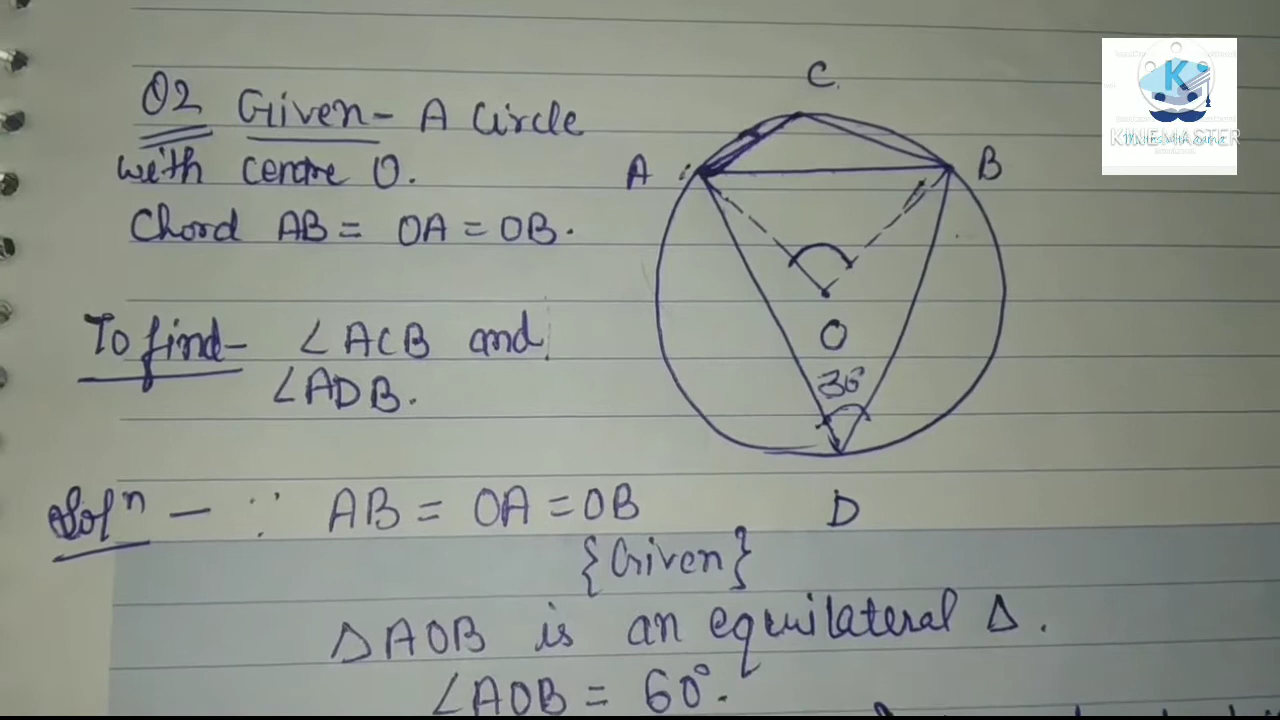 Q2 Given- A Circle
with centre O.
Chord AB = OA = OB.
To find- ∠ACB and
∠ADB.
C
A
B
O
30°
D
Solⁿ - ∵ AB = OA = OB
{Given}
△AOB is an equilateral △.
∠AOB = 60°.
K
KINEMASTER